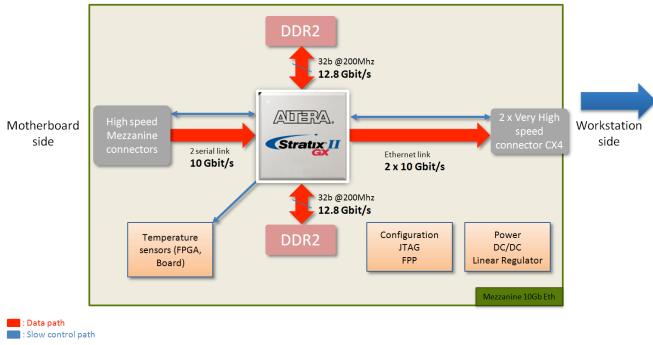 DDR2
32b @200Mhz
12.8 Gbit/s
Motherboard
side
High speed
Mezzanine
connectors
2 serial link
10 Gbit/s
ALTERA
Stratix II
GX
Ethernet link
2 x 10 Gbit/s
2 x Very High
speed
connector CX4
Workstation
side
32b @200Mhz
12.8 Gbit/s
DDR2
Temperature
sensors (FPGA,
Board)
Configuration
JTAG
FPP
Power
DC/DC
Linear Regulator
Mezzanine 10Gb Eth
: Data path
: Slow control path